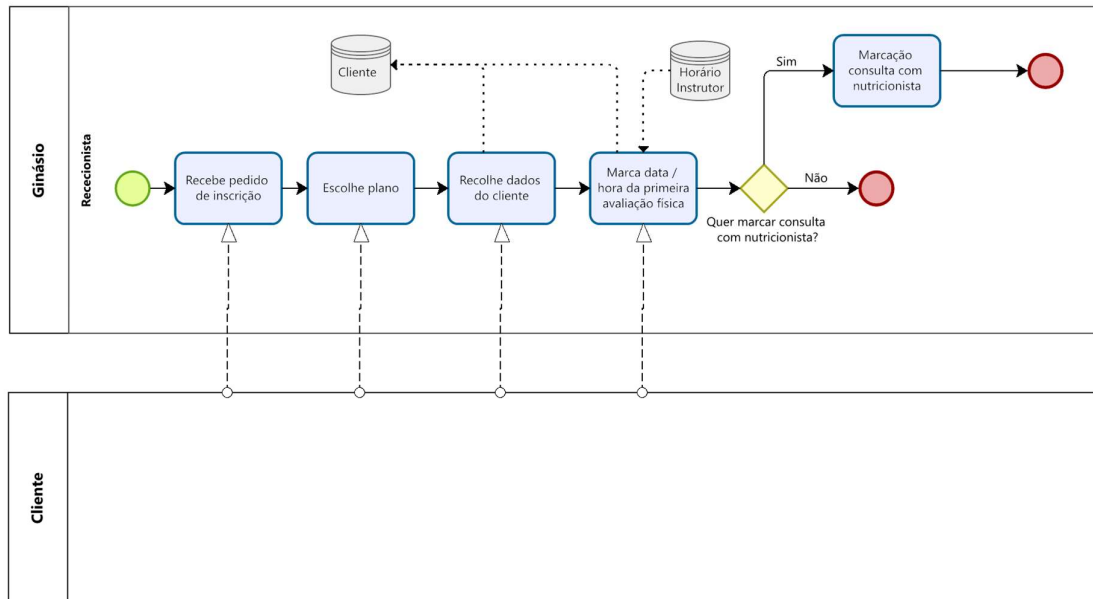 Ginásio
Rececionista
Cliente
Horário
Instrutor
Sim
Marcação
consulta com
nutricionista
Recebe pedido
de inscrição
Escolhe plano
Recolhe dados
do cliente
Marca data /
hora da primeira
avaliação física
Não
Quer marcar consulta
com nutricionista?
Cliente